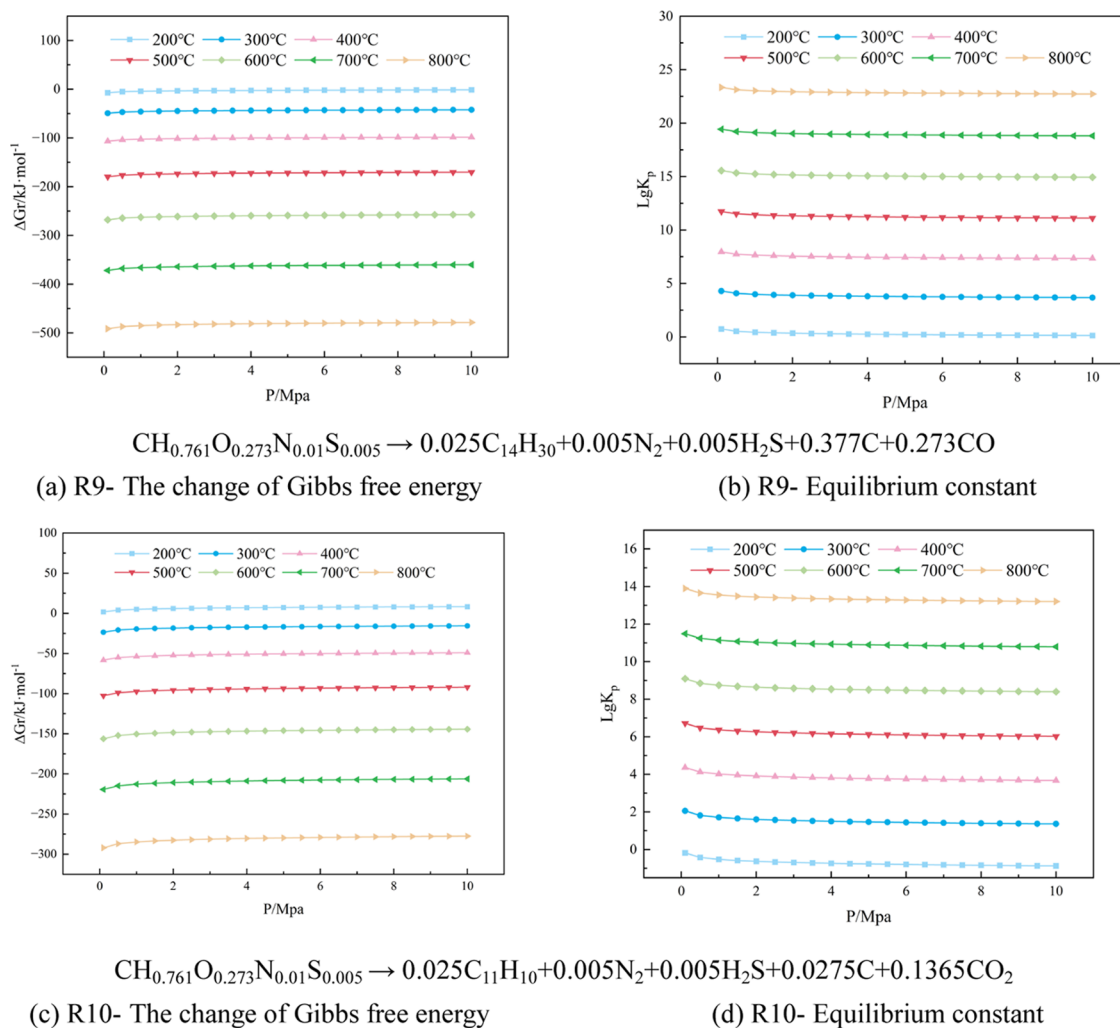 200℃ 300℃ 400℃
500℃ 600℃ 700℃ 800℃
100
0
−100
−200
−300
−400
−500
ΔGr/kJ·mol⁻¹
0 2 4 6 8 10
P/Mpa
200℃ 300℃ 400℃
500℃ 600℃ 700℃ 800℃
30
25
20
15
10
5
0
LgKₚ
0 2 4 6 8 10
P/Mpa
CH₀.₇₆₁O₀.₂₇₃N₀.₀₁S₀.₀₀₅ → 0.025C₁₄H₃₀+0.005N₂+0.005H₂S+0.377C+0.273CO
(a) R9- The change of Gibbs free energy
(b) R9- Equilibrium constant
200℃ 300℃ 400℃
500℃ 600℃ 700℃ 800℃
100
50
0
−50
−100
−150
−200
−250
−300
ΔGr/kJ·mol⁻¹
0 2 4 6 8 10
P/Mpa
200℃ 300℃ 400℃
500℃ 600℃ 700℃ 800℃
16
14
12
10
8
6
4
2
0
LgKₚ
0 2 4 6 8 10
P/Mpa
CH₀.₇₆₁O₀.₂₇₃N₀.₀₁S₀.₀₀₅ → 0.025C₁₁H₁₀+0.005N₂+0.005H₂S+0.0275C+0.1365CO₂
(c) R10- The change of Gibbs free energy
(d) R10- Equilibrium constant